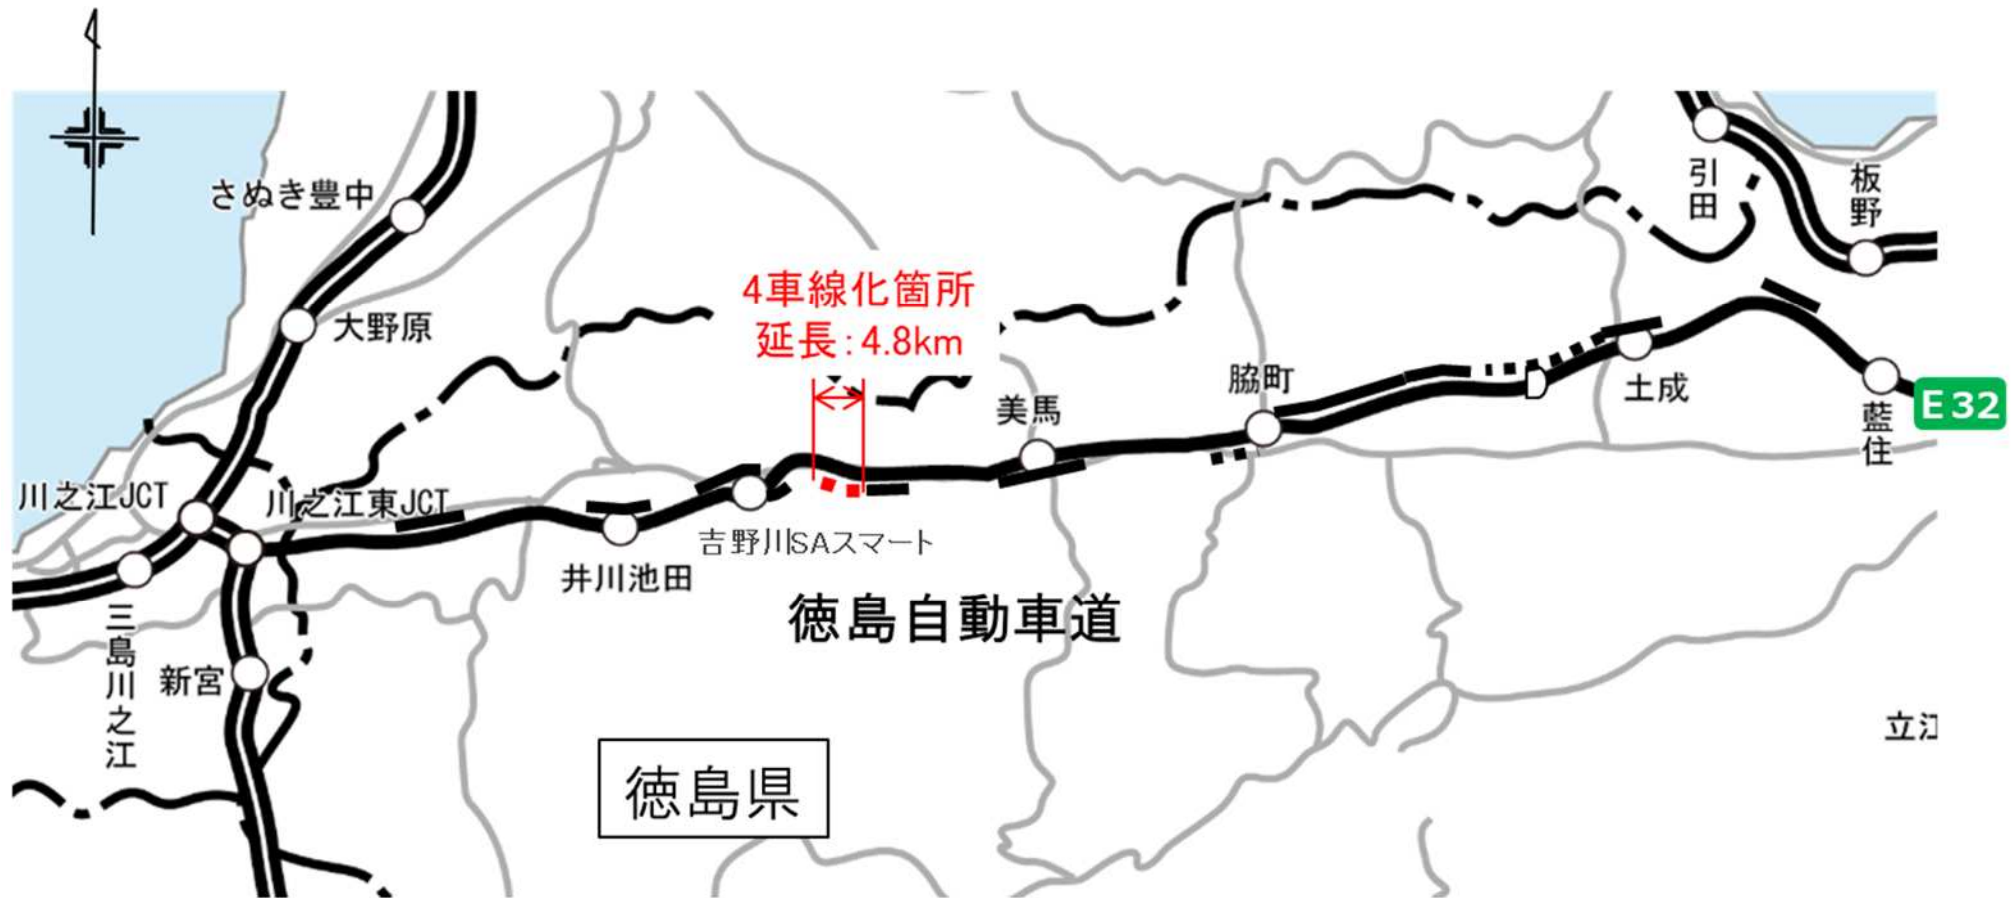 さぬき豊中
引田
板野
4車線化箇所
延長:4.8km
大野原
美馬
脇町
土成
藍住
E32
川之江JCT
川之江東JCT
吉野川SAスマート
井川池田
徳島自動車道
三島川之江
新宮
立江
徳島県